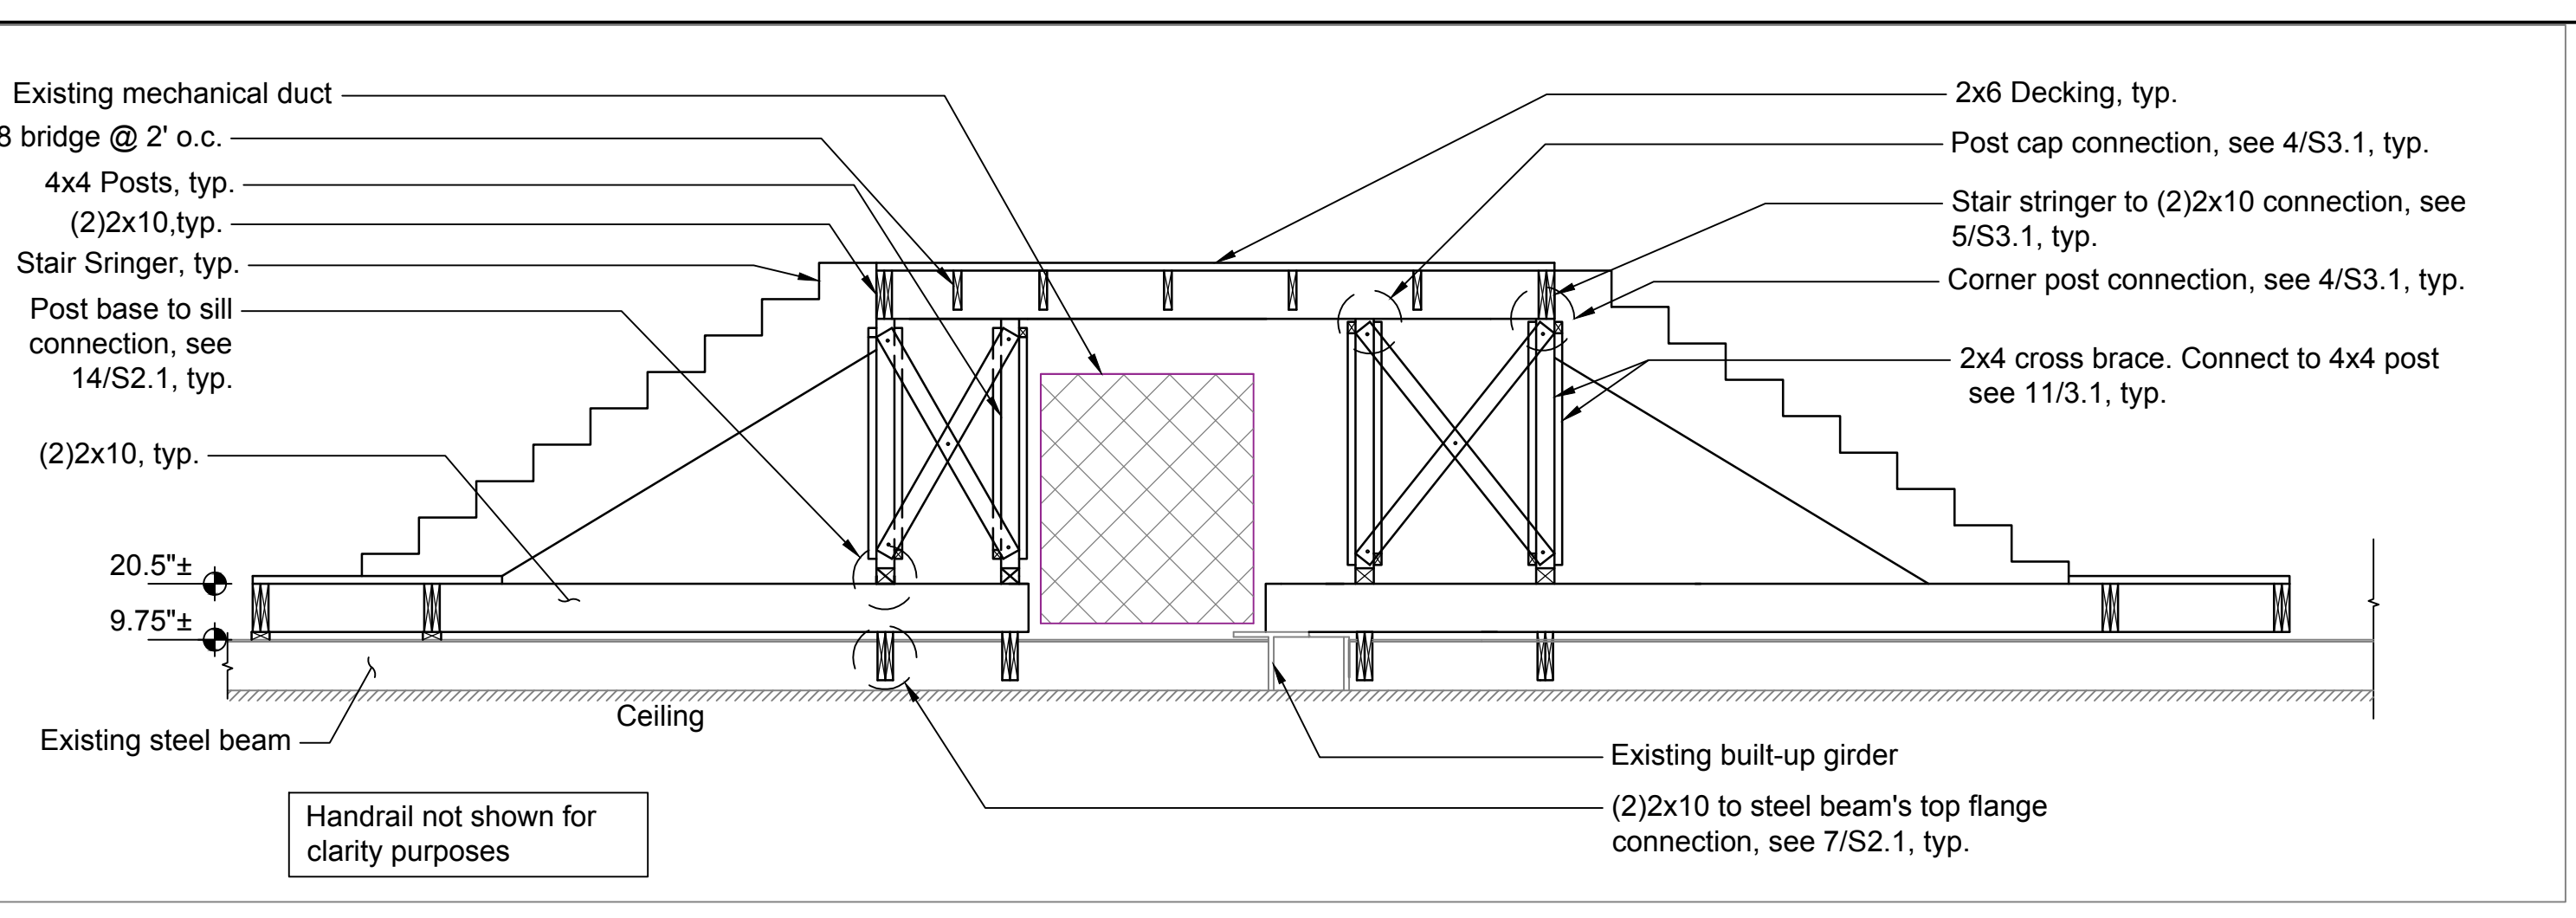 Existing mechanical duct
8 bridge @ 2' o.c.
4x4 Posts, typ.
(2)2x10,typ.
Stair Sringer, typ.
Post base to sill
connection, see
14/S2.1, typ.
(2)2x10, typ.
20.5"±
9.75"±
Existing steel beam
Ceiling
Handrail not shown for
clarity purposes
2x6 Decking, typ.
Post cap connection, see 4/S3.1, typ.
Stair stringer to (2)2x10 connection, see
5/S3.1, typ.
Corner post connection, see 4/S3.1, typ.
2x4 cross brace. Connect to 4x4 post
see 11/3.1, typ.
Existing built-up girder
(2)2x10 to steel beam's top flange
connection, see 7/S2.1, typ.